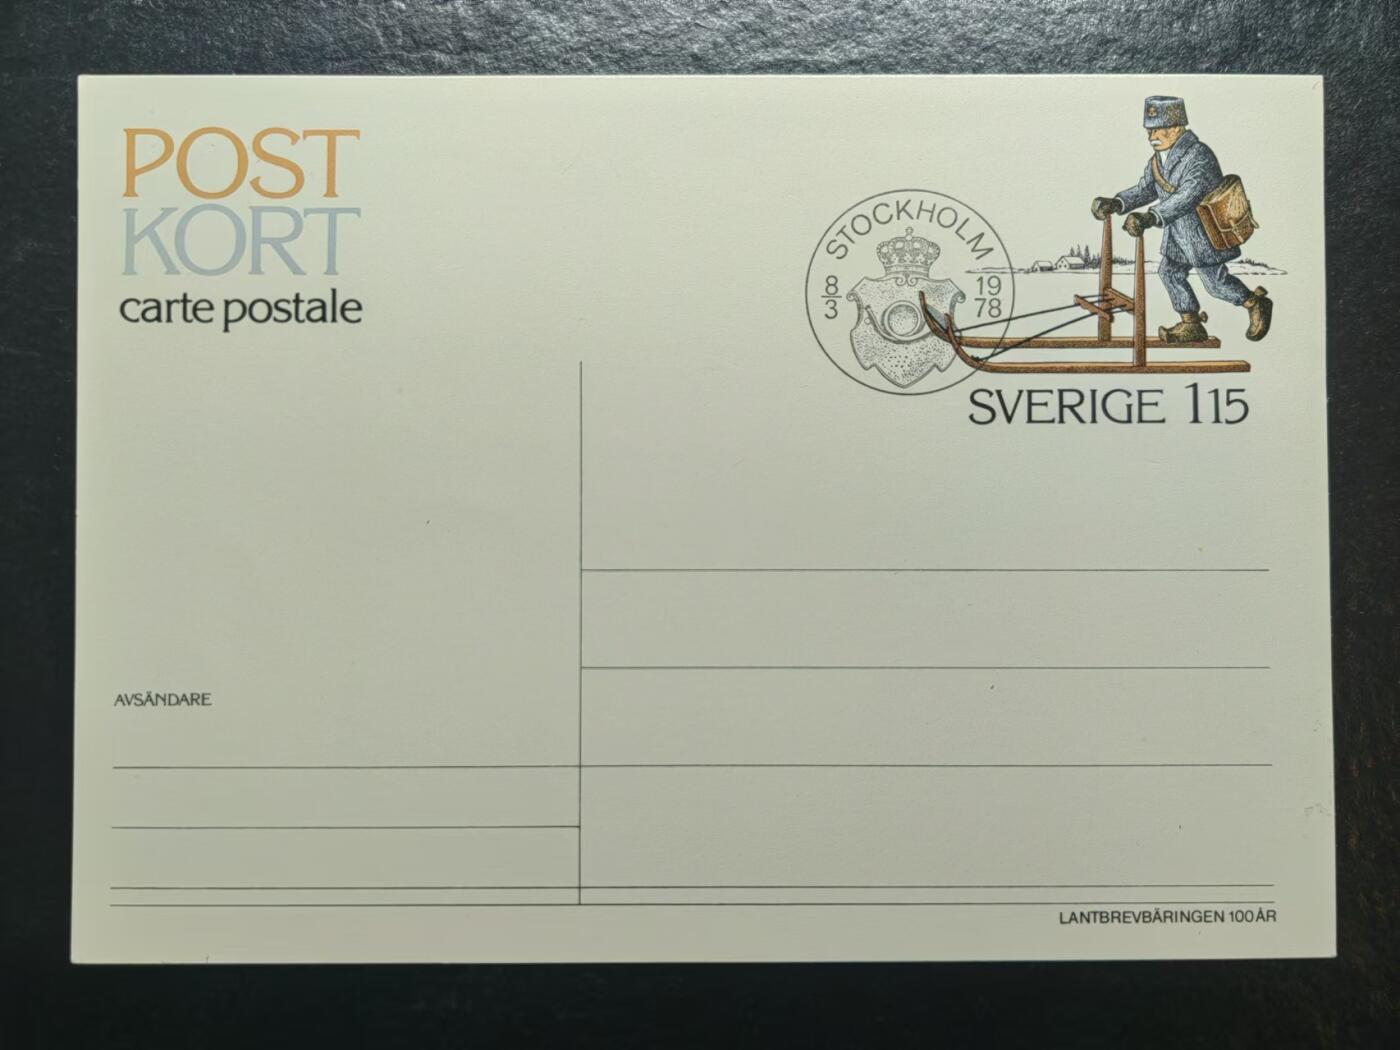 POST
KORT
carte postale
STOCKHOLM
8
3
19
78
SVERIGE 115
AVSÄNDARE
LANTBREVBÄRINGEN 100 ÅR